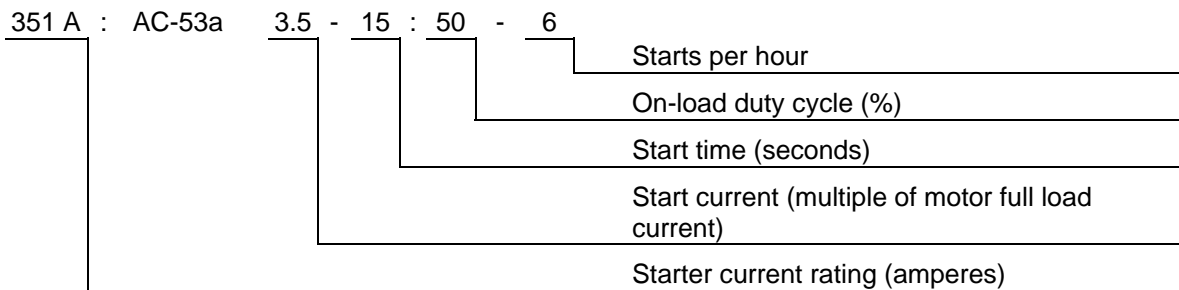 351 A : AC-53a 3.5 - 15 : 50 - 6
Starts per hour
On-load duty cycle (%)
Start time (seconds)
Start current (multiple of motor full load
current)
Starter current rating (amperes)